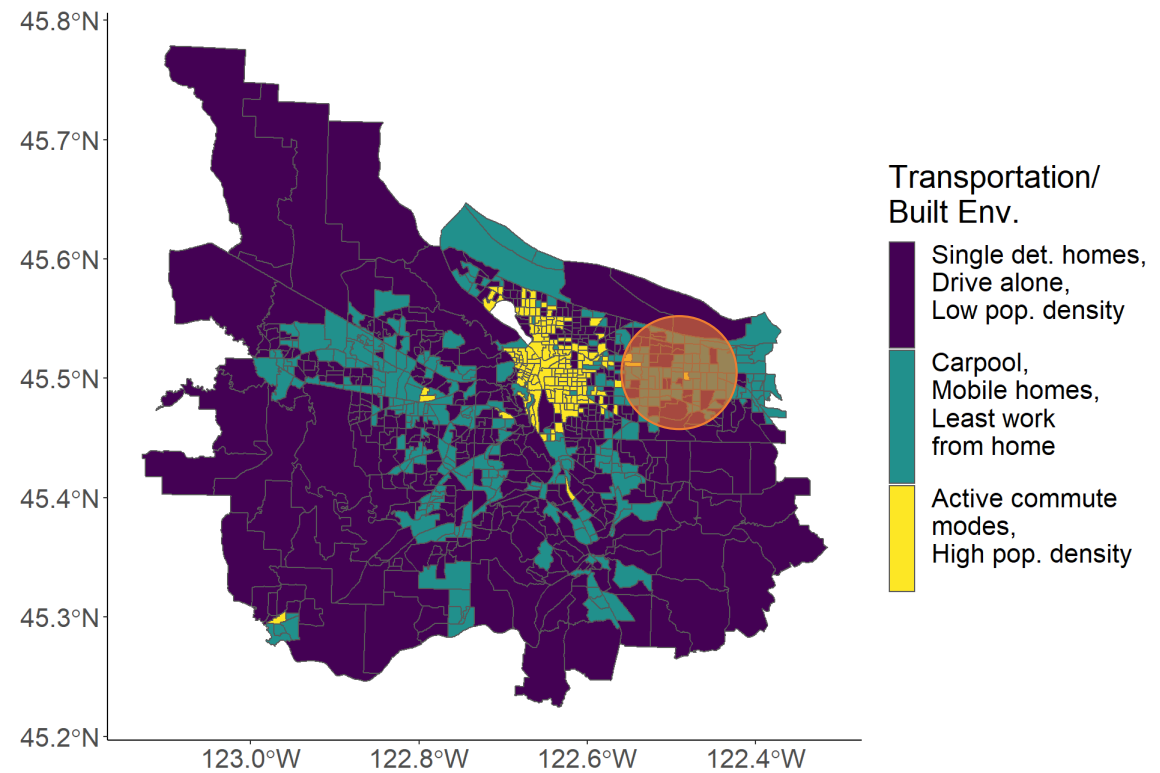 45.8°N
45.7°N
45.6°N
45.5°N
45.4°N
45.3°N
45.2°N
123.0°W
122.8°W
122.6°W
122.4°W
Transportation/
Built Env.
Single det. homes,
Drive alone,
Low pop. density
Carpool,
Mobile homes,
Least work
from home
Active commute
modes,
High pop. density